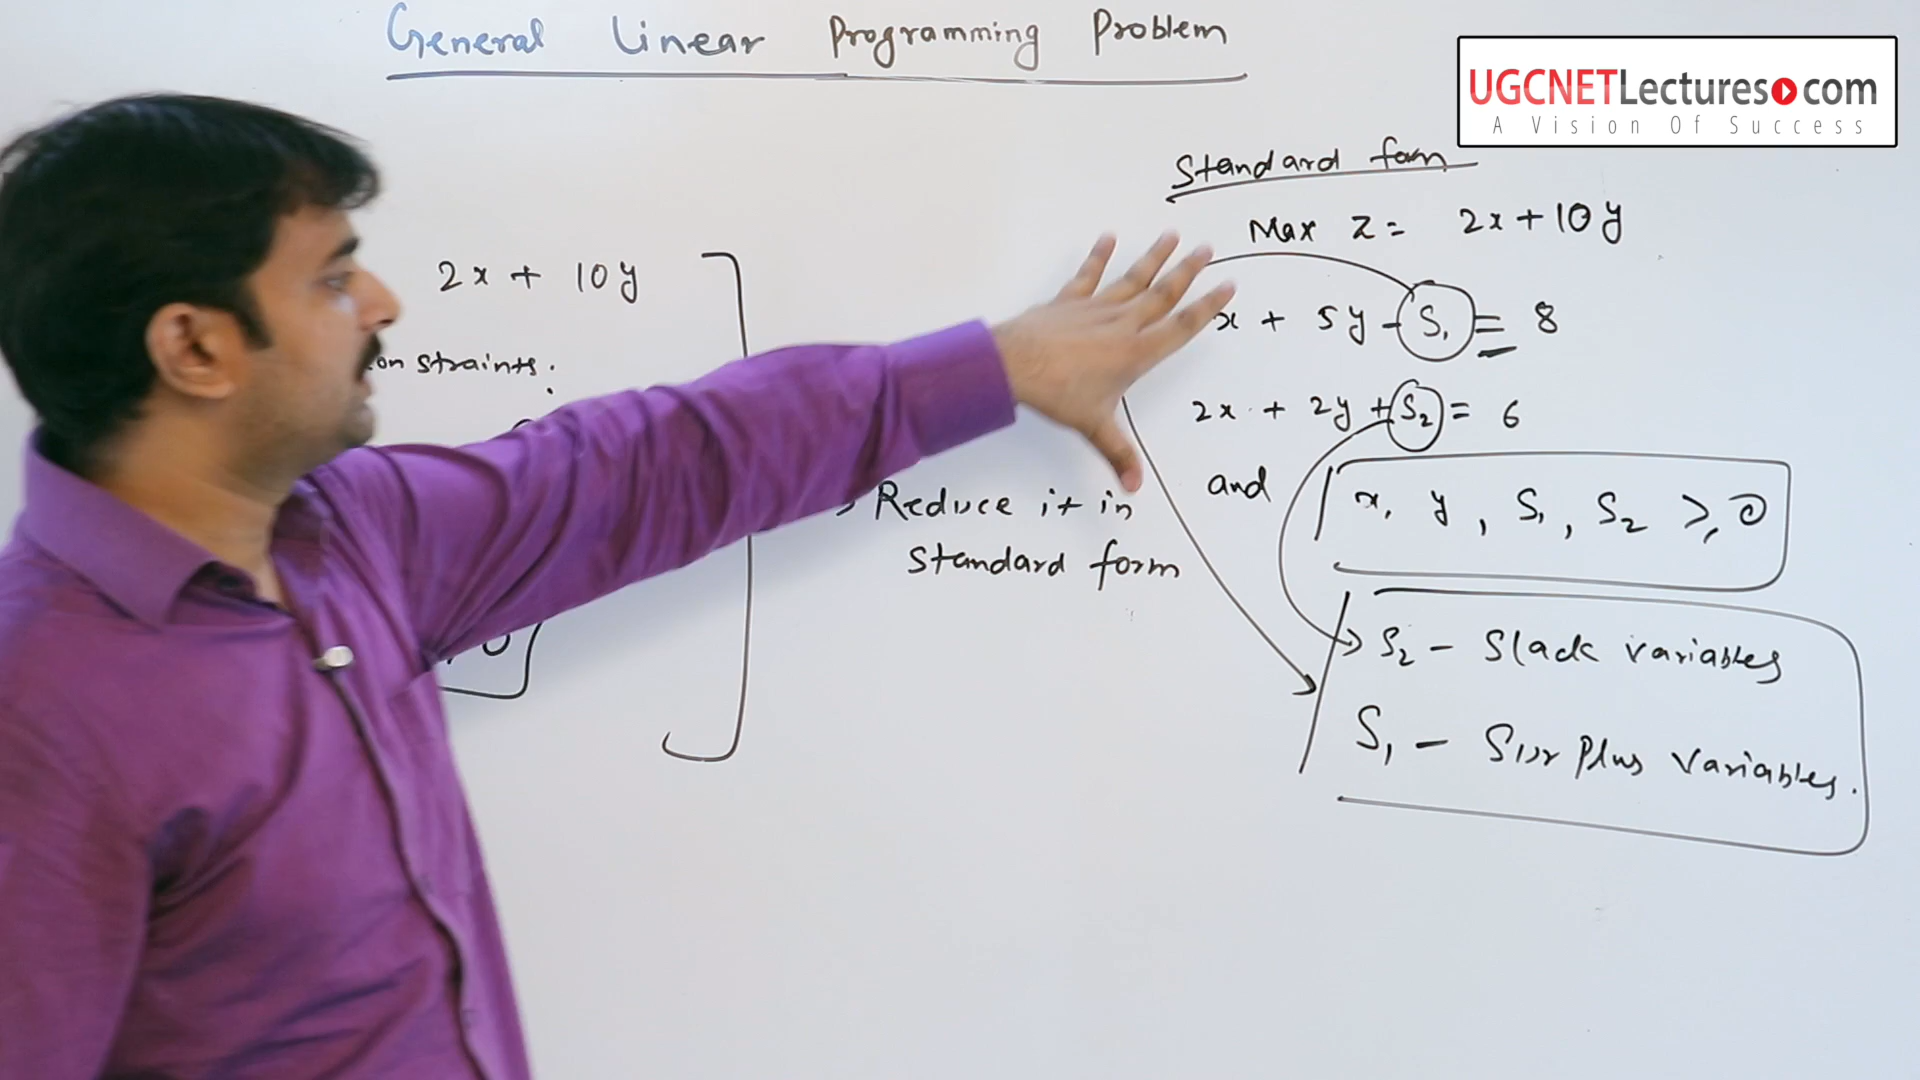 General Linear Programming Problem
UGCNETLectures.com
A Vision Of Success
2x + 10y
constraints:
Reduce it in
standard form
Standard form
Max Z = 2x + 10y
x + 5y - S₁ = 8
2x + 2y + S₂ = 6
and x, y, S₁, S₂ ≥ 0
S₂ - Slack variables
S₁ - Surplus variables.